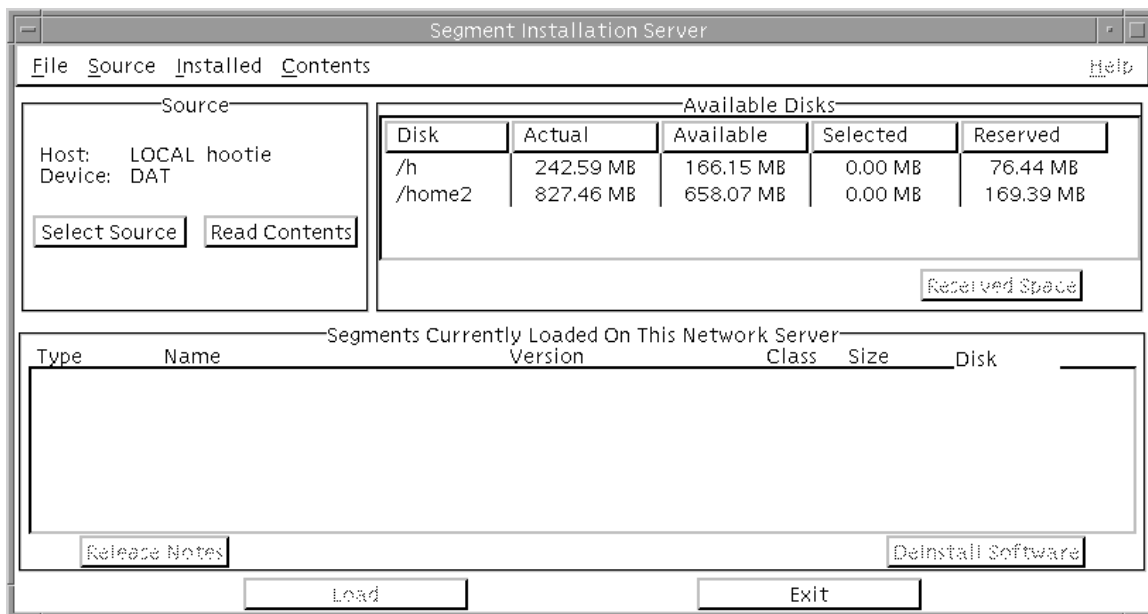 Segment Installation Server
File Source Installed Contents Help
Source
Host: LOCAL hootie
Device: DAT
Select Source Read Contents
Available Disks
Disk Actual Available Selected Reserved
/h 242.59 MB 166.15 MB 0.00 MB 76.44 MB
/home2 827.46 MB 658.07 MB 0.00 MB 169.39 MB
Reserved Space
Segments Currently Loaded On This Network Server
Type Name Version Class Size Disk
Release Notes Deinstall Software
Load Exit